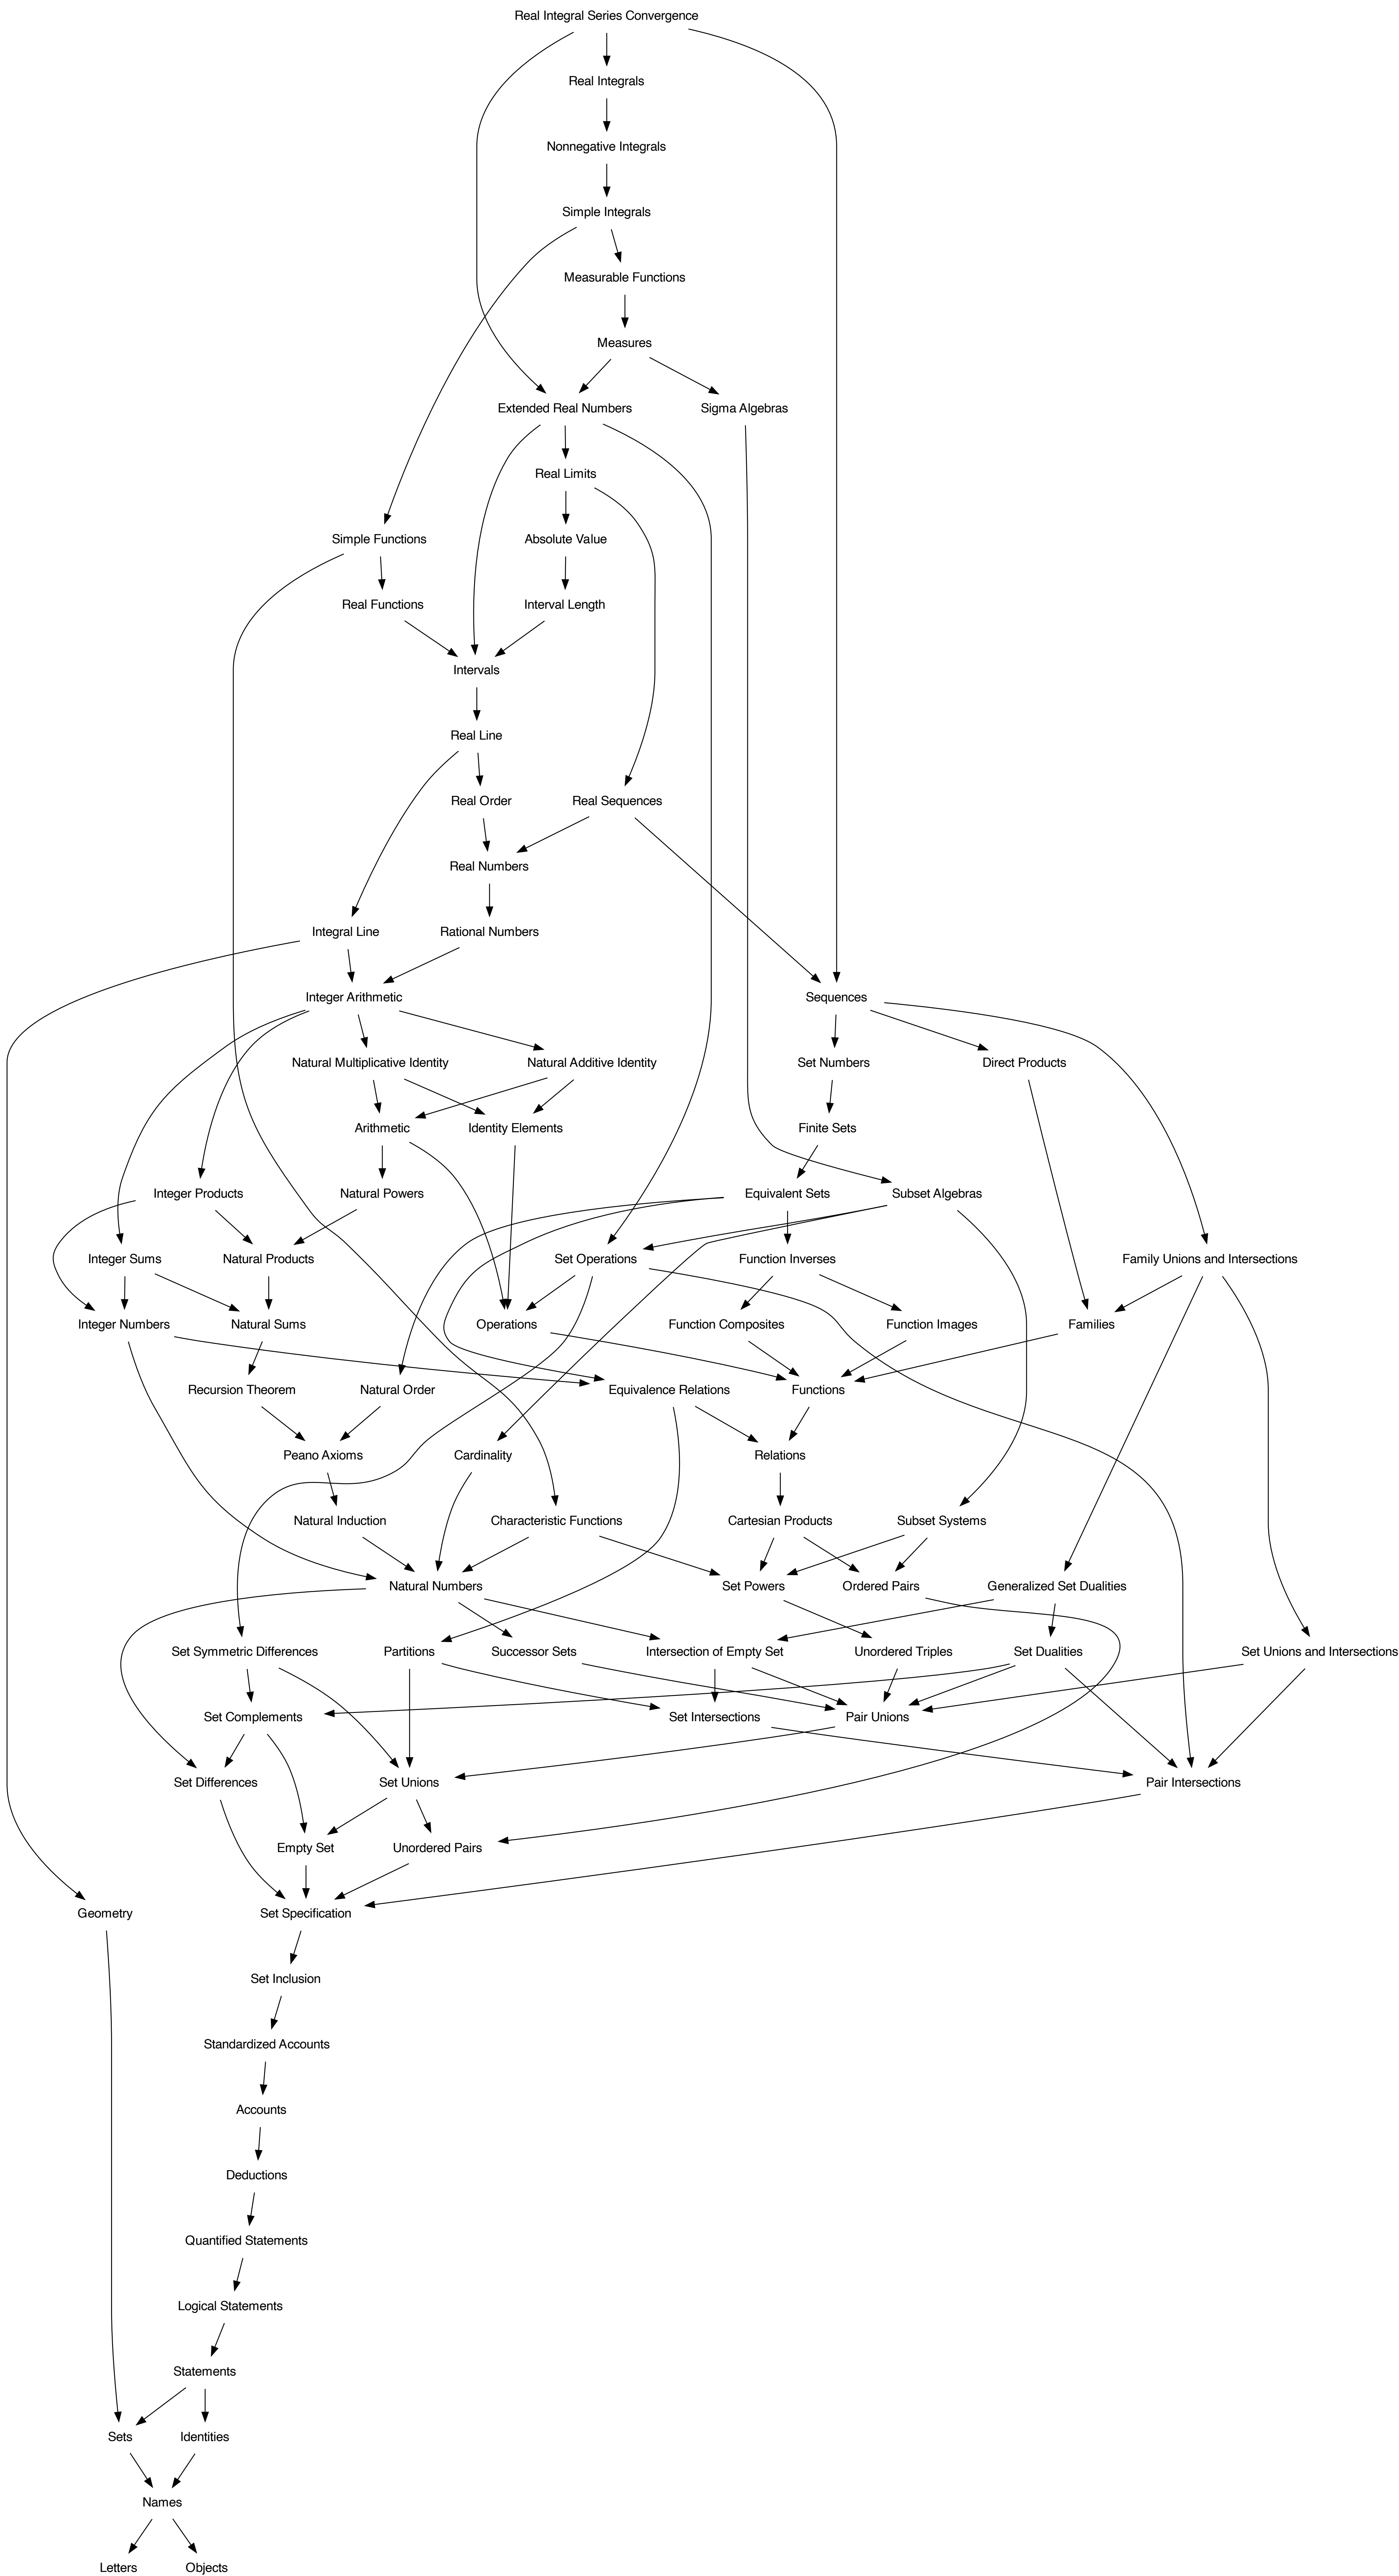 Real Integral Series Convergence
Real Integrals
Nonnegative Integrals
Simple Integrals
Measurable Functions
Measures
Extended Real Numbers
Sigma Algebras
Real Limits
Simple Functions
Absolute Value
Real Functions
Interval Length
Intervals
Real Line
Real Order
Real Sequences
Real Numbers
Integral Line
Rational Numbers
Integer Arithmetic
Sequences
Natural Multiplicative Identity
Natural Additive Identity
Set Numbers
Direct Products
Arithmetic
Identity Elements
Finite Sets
Integer Products
Natural Powers
Equivalent Sets
Subset Algebras
Integer Sums
Natural Products
Set Operations
Function Inverses
Family Unions and Intersections
Integer Numbers
Natural Sums
Operations
Function Composites
Function Images
Families
Recursion Theorem
Natural Order
Equivalence Relations
Functions
Peano Axioms
Cardinality
Relations
Natural Induction
Characteristic Functions
Cartesian Products
Subset Systems
Natural Numbers
Set Powers
Ordered Pairs
Generalized Set Dualities
Set Symmetric Differences
Partitions
Successor Sets
Intersection of Empty Set
Unordered Triples
Set Dualities
Set Unions and Intersections
Set Complements
Set Intersections
Pair Unions
Set Differences
Set Unions
Pair Intersections
Empty Set
Unordered Pairs
Geometry
Set Specification
Set Inclusion
Standardized Accounts
Accounts
Deductions
Quantified Statements
Logical Statements
Statements
Sets
Identities
Names
Letters
Objects